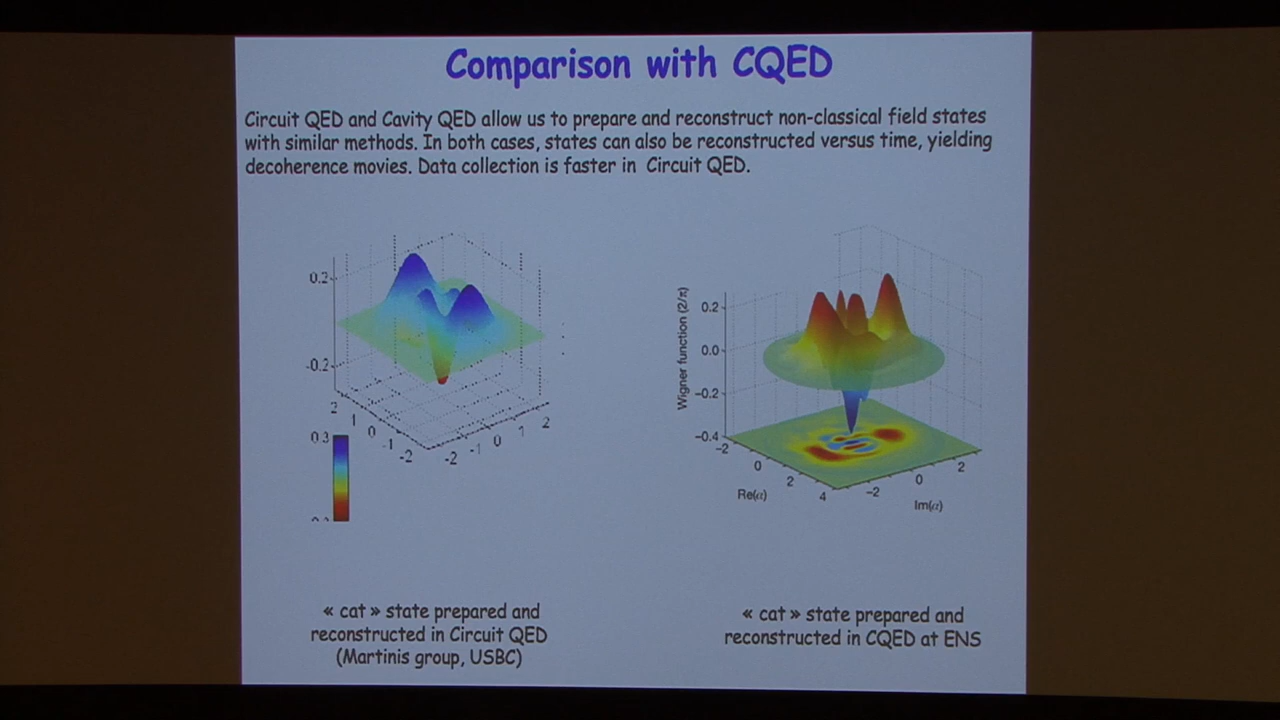 Comparison with CQED
Circuit QED and Cavity QED allow us to prepare and reconstruct non-classical field states
with similar methods. In both cases, states can also be reconstructed versus time, yielding
decoherence movies. Data collection is faster in Circuit QED.
0.2
-0.2
2
1
0
-1
-2
-2
-1
0
1
2
0.3
Wigner function (2/π)
0.2
0.0
−0.2
−0.4
−2
0
2
4
Re(α)
−2
0
2
Im(α)
« cat » state prepared and
reconstructed in Circuit QED
(Martinis group, USBC)
« cat » state prepared and
reconstructed in CQED at ENS